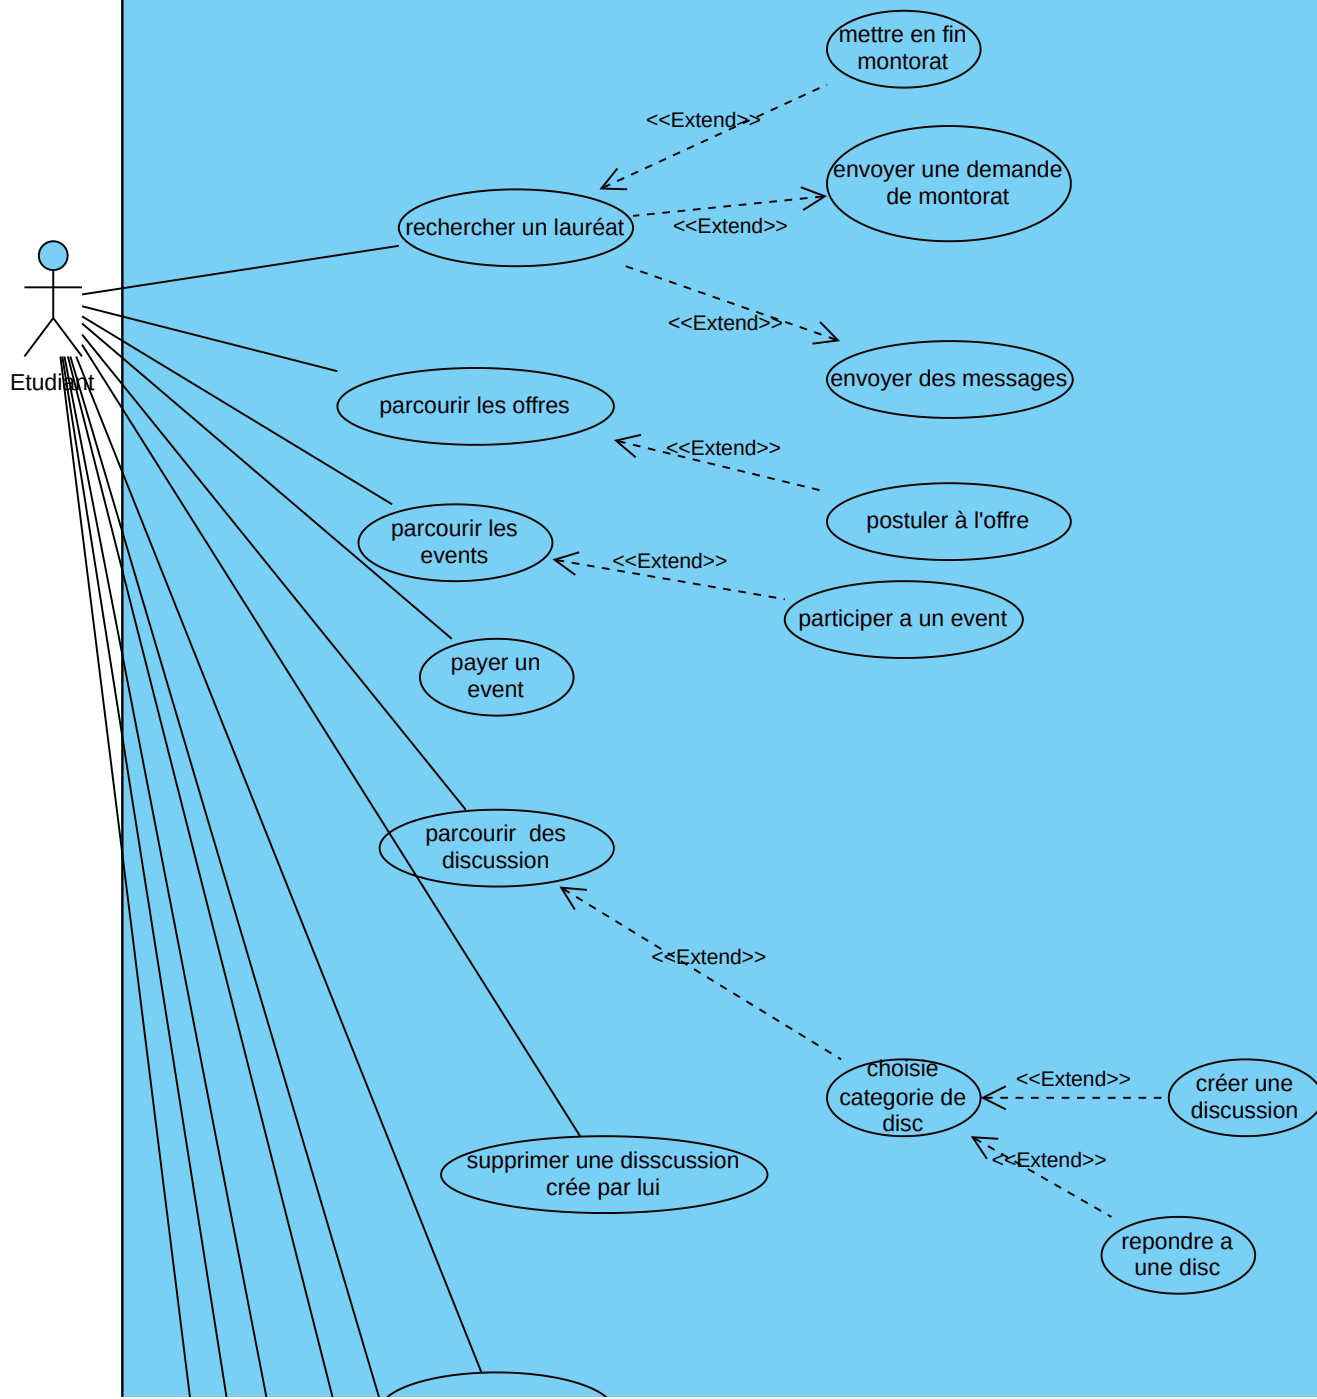 mettre en fin
montorat
<<Extend>>
envoyer une demande
de montorat
rechercher un lauréat
<<Extend>>
<<Extend>>
Etudiant
envoyer des messages
parcourir les offres
<<Extend>>
postuler à l'offre
parcourir les
events
<<Extend>>
participer a un event
payer un
event
parcourir  des
discussion
<<Extend>>
choisie
categorie de
disc
<<Extend>>
créer une
discussion
<<Extend>>
supprimer une disscussion
crée par lui
repondre a
une disc